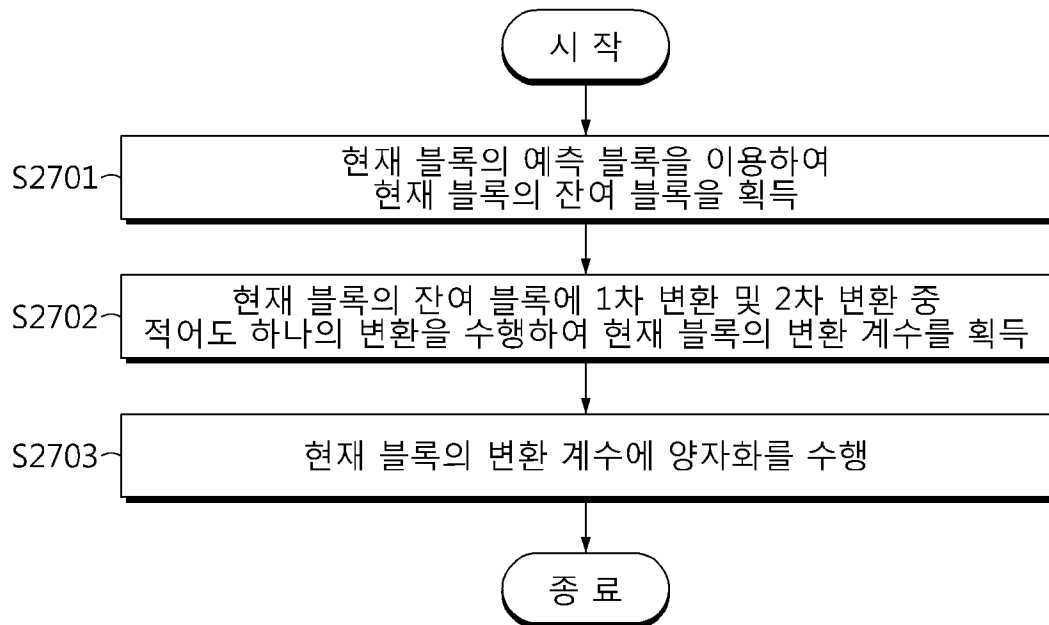 시 작
S2701
현재 블록의 예측 블록을 이용하여
현재 블록의 잔여 블록을 획득
S2702
현재 블록의 잔여 블록에 1차 변환 및 2차 변환 중
적어도 하나의 변환을 수행하여 현재 블록의 변환 계수를 획득
S2703
현재 블록의 변환 계수에 양자화를 수행
종 료